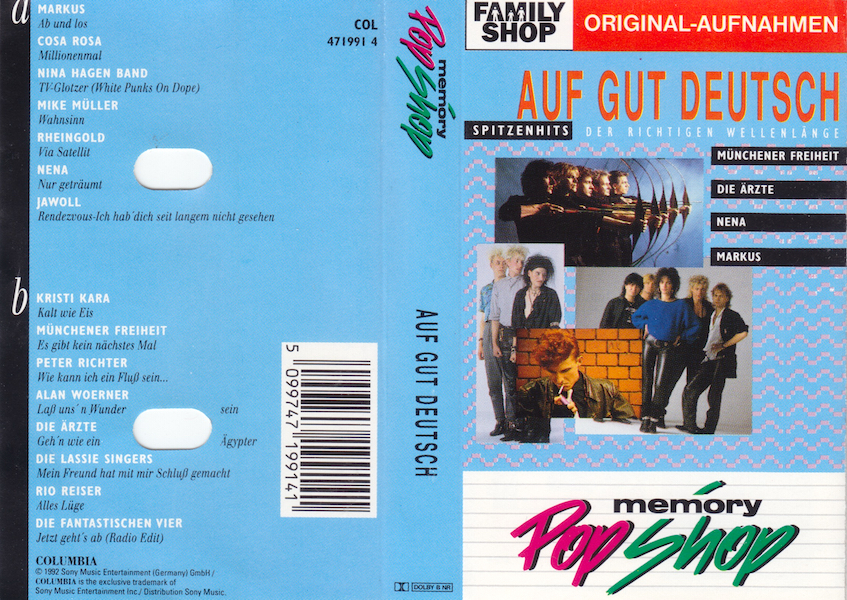 a
MARKUS
Ab und los
COSA ROSA
Millionenmal
NINA HAGEN BAND
TV-Glotzer (White Punks On Dope)
MIKE MÜLLER
Wahnsinn
RHEINGOLD
Via Satellit
NENA
Nur geträumt
JAWOLL
Rendezvous-Ich hab´dich seit langem nicht gesehen
COL
471991 4
b
KRISTI KARA
Kalt wie Eis
MÜNCHENER FREIHEIT
Es gibt kein nächstes Mal
PETER RICHTER
Wie kann ich ein Fluß sein...
ALAN WOERNER
Laß uns´n Wunder sein
DIE ÄRZTE
Geh´n wie ein Ägypter
DIE LASSIE SINGERS
Mein Freund hat mit mir Schluß gemacht
RIO REISER
Alles Lüge
DIE FANTASTISCHEN VIER
Jetzt geht´s ab (Radio Edit)
COLUMBIA
© 1992 Sony Music Entertainment (Germany) GmbH /
COLUMBIA is the exclusive trademark of
Sony Music Entertainment Inc./ Distribution Sony Music.
5 099747 199141
memóry
Pop Shop
AUF GUT DEUTSCH
DOLBY B NR
FAMILY
SHOP
ORIGINAL-AUFNAHMEN
AUF GUT DEUTSCH
SPITZENHITS DER RICHTIGEN WELLENLÄNGE
MÜNCHENER FREIHEIT
DIE ÄRZTE
NENA
MARKUS
memóry
Pop Shop